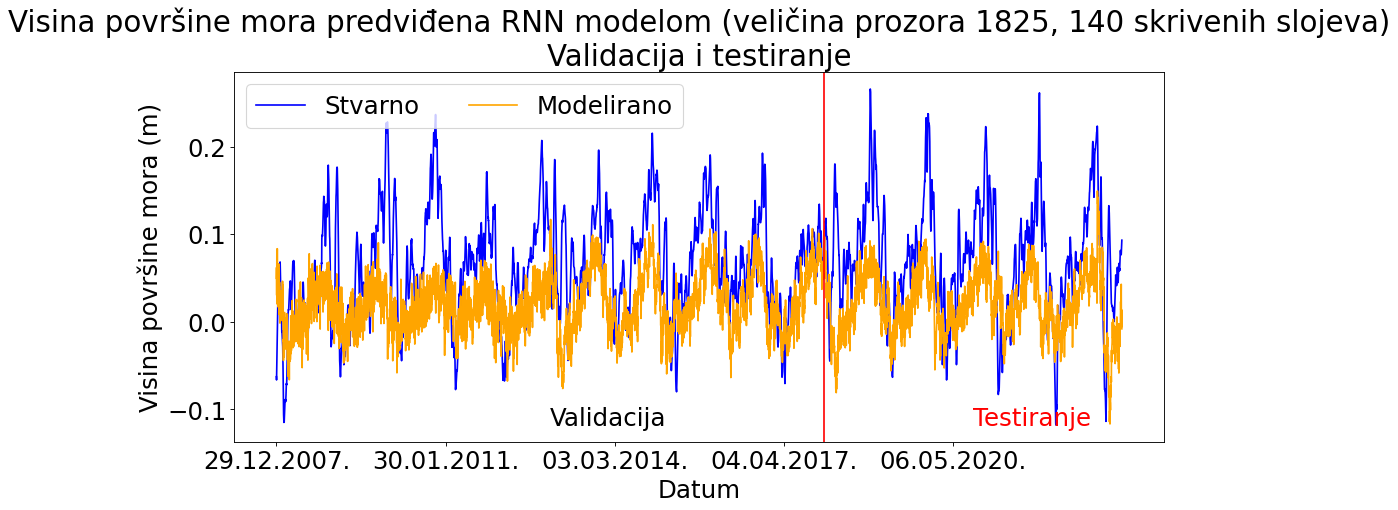 Visina površine mora predviđena RNN modelom (veličina prozora 1825, 140 skrivenih slojeva)
Validacija i testiranje
Stvarno
Modelirano
Visina površine mora (m)
0.2
0.1
0.0
−0.1
Validacija
Testiranje
29.12.2007.
30.01.2011.
03.03.2014.
04.04.2017.
06.05.2020.
Datum